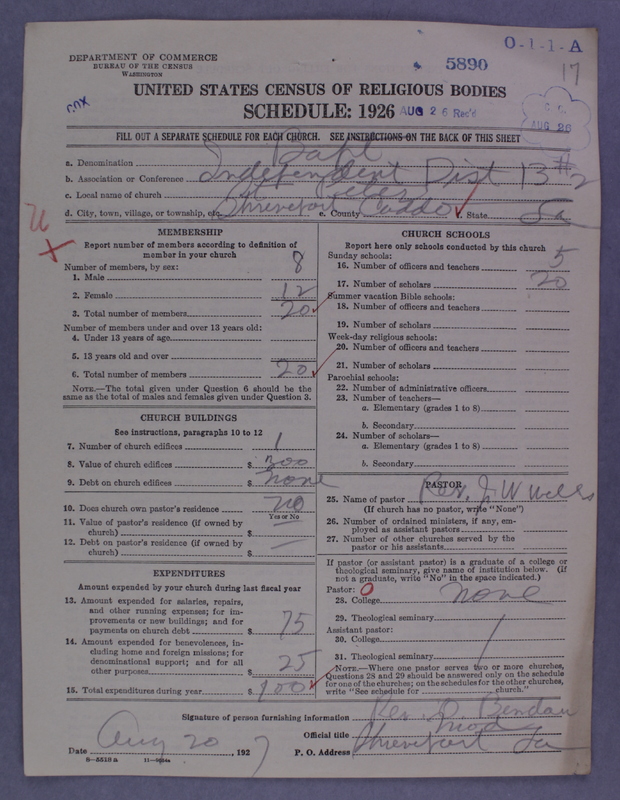 O-1-1-A
DEPARTMENT OF COMMERCE
BUREAU OF THE CENSUS
WASHINGTON
5890
17
UNITED STATES CENSUS OF RELIGIOUS BODIES
COX
SCHEDULE: 1926 AUG 26 Rec'd
AUG 26
FILL OUT A SEPARATE SCHEDULE FOR EACH CHURCH. SEE INSTRUCTIONS ON THE BACK OF THIS SHEET
a. Denomination Bapt
b. Association or Conference Independent Dist 13 #2
c. Local name of church St Peter
d. City, town, village, or township, etc. Shreveport e. County Caddo State La
MEMBERSHIP
Report number of members according to definition of
member in your church
Number of members, by sex:
1. Male 8
2. Female 12
3. Total number of members 20
Number of members under and over 13 years old:
4. Under 13 years of age
5. 13 years old and over
6. Total number of members 20
NOTE.—The total given under Question 6 should be the
same as the total of males and females given under Question 3.
CHURCH BUILDINGS
See instructions, paragraphs 10 to 12
7. Number of church edifices 1
8. Value of church edifices $ 300
9. Debt on church edifices $ none
10. Does church own pastor's residence no
Yes or No
11. Value of pastor's residence (if owned by
church) $
12. Debt on pastor's residence (if owned by
church) $
EXPENDITURES
Amount expended by your church during last fiscal year
13. Amount expended for salaries, repairs,
and other running expenses; for im-
provements or new buildings; and for
payments on church debt $ 75
14. Amount expended for benevolences, in-
cluding home and foreign missions; for
denominational support; and for all
other purposes $ 25
15. Total expenditures during year $ 100
CHURCH SCHOOLS
Report here only schools conducted by this church
Sunday schools:
16. Number of officers and teachers 5
17. Number of scholars 20
Summer vacation Bible schools:
18. Number of officers and teachers
19. Number of scholars
Week-day religious schools:
20. Number of officers and teachers
21. Number of scholars
Parochial schools:
22. Number of administrative officers
23. Number of teachers—
a. Elementary (grades 1 to 8)
b. Secondary
24. Number of scholars—
a. Elementary (grades 1 to 8)
b. Secondary
PASTOR
25. Name of pastor Rev. J. W Wells
(If church has no pastor, write "None")
26. Number of ordained ministers, if any, em-
ployed as assistant pastors
27. Number of other churches served by the
pastor or his assistants
If pastor (or assistant pastor) is a graduate of a college or
theological seminary, give name of institution below. (If
not a graduate, write "No" in the space indicated.)
Pastor: 0
28. College none
29. Theological seminary
Assistant pastor:
30. College
31. Theological seminary
NOTE.—Where one pastor serves two or more churches,
Questions 28 and 29 should be answered only on the schedule
for one of the churches; on the schedules for the other churches,
write "See schedule for church."
Signature of person furnishing information Rev.
Official title
Date Aug 20, 1927 P. O. Address Shreveport La
8—5518 a 11—9284a